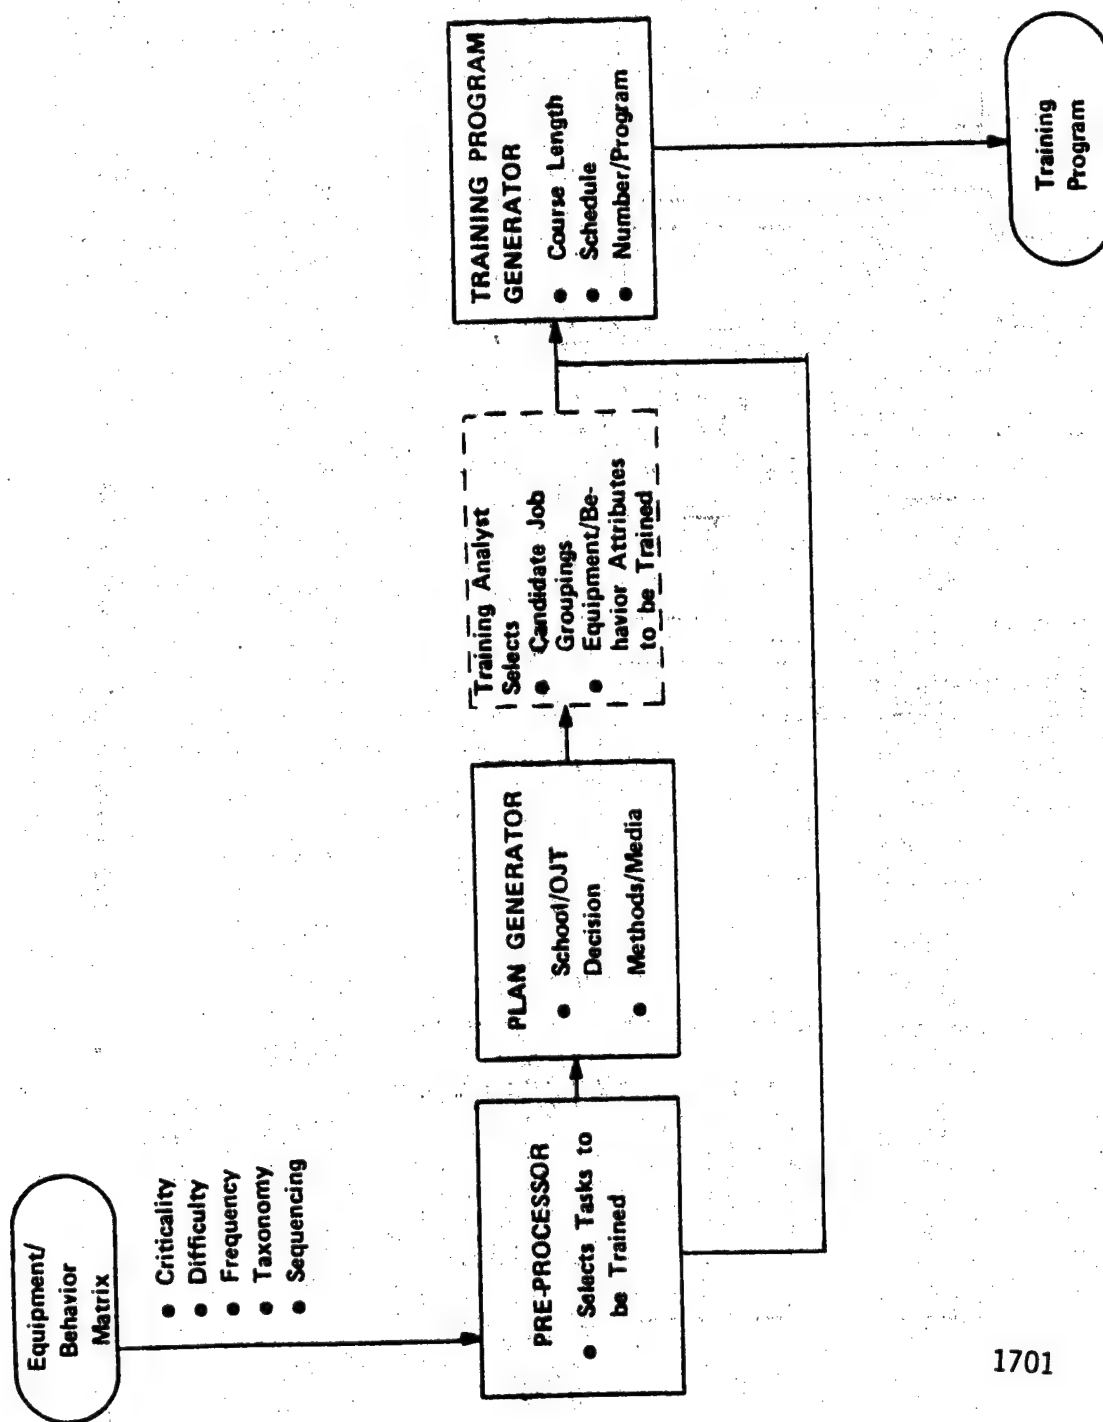 Equipment/
Behavior
Matrix
● Criticality
● Difficulty
● Frequency
● Taxonomy
● Sequencing
PRE-PROCESSOR
● Selects Tasks to
be Trained
PLAN GENERATOR
● School/OJT
Decision
● Methods/Media
Training Analyst
Selects
● Candidate Job
Groupings
● Equipment/Be-
havior Attributes
to be Trained
TRAINING PROGRAM
GENERATOR
● Course Length
● Schedule
● Number/Program
Training
Program
1701